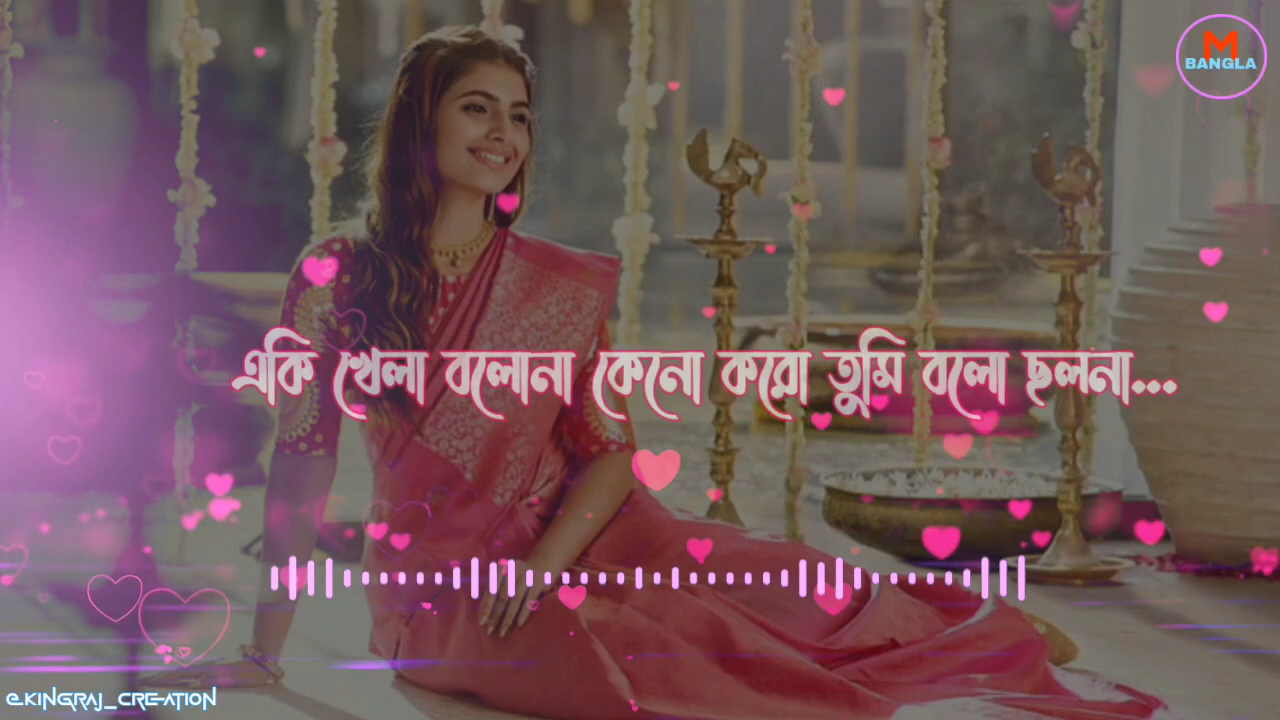 M
BANGLA
একি খেলা বলোনা কেনো করো তুমি বলো ছলনা...
@KINGRAJ_CREATION